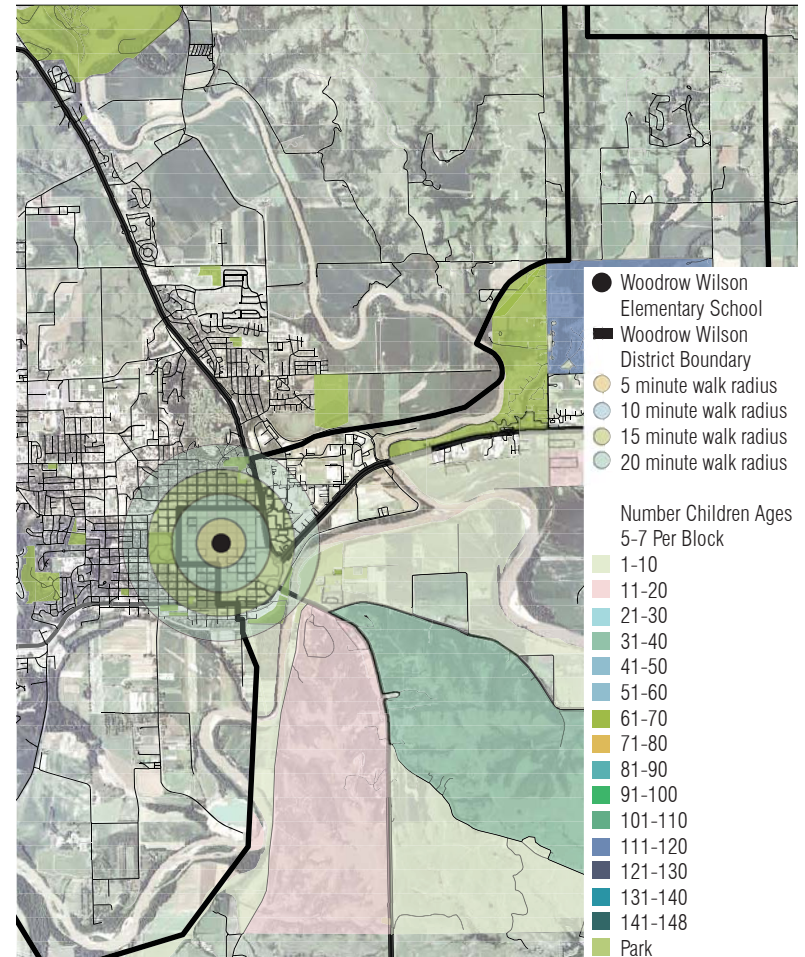 Woodrow Wilson
Elementary School
Woodrow Wilson
District Boundary
5 minute walk radius
10 minute walk radius
15 minute walk radius
20 minute walk radius
Number Children Ages
5-7 Per Block
1-10
11-20
21-30
31-40
41-50
51-60
61-70
71-80
81-90
91-100
101-110
111-120
121-130
131-140
141-148
Park